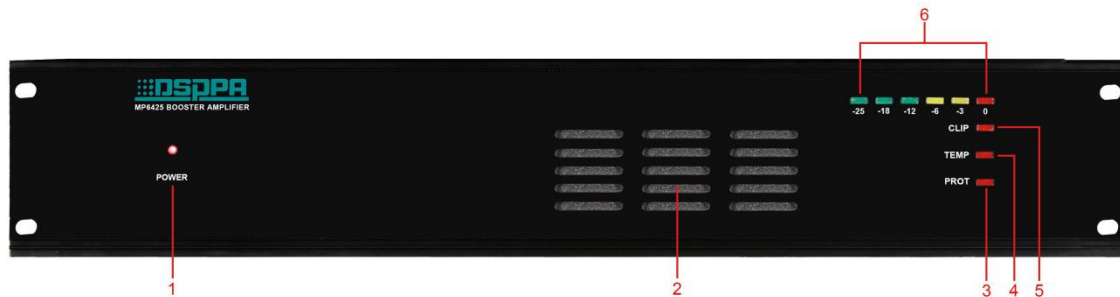 6
DSPPA
MP6425 BOOSTER AMPLIFIER
-25 -18 -12 -6 -3 0
CLIP
TEMP
POWER
PROT
1 2 3 4 5